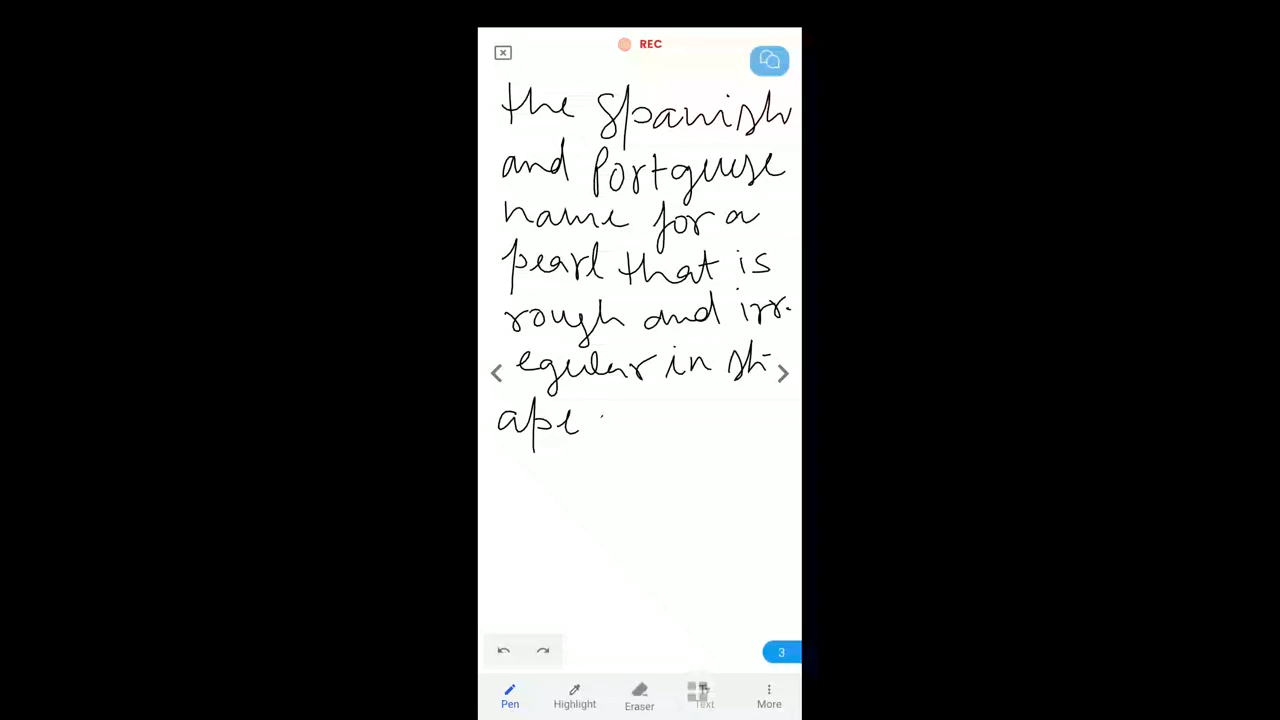 REC
the Spanish
and Portguese
name for a
pearl that is
rough and irr-
egular in sh-
ape.
3
Pen
Highlight
Eraser
Text
More